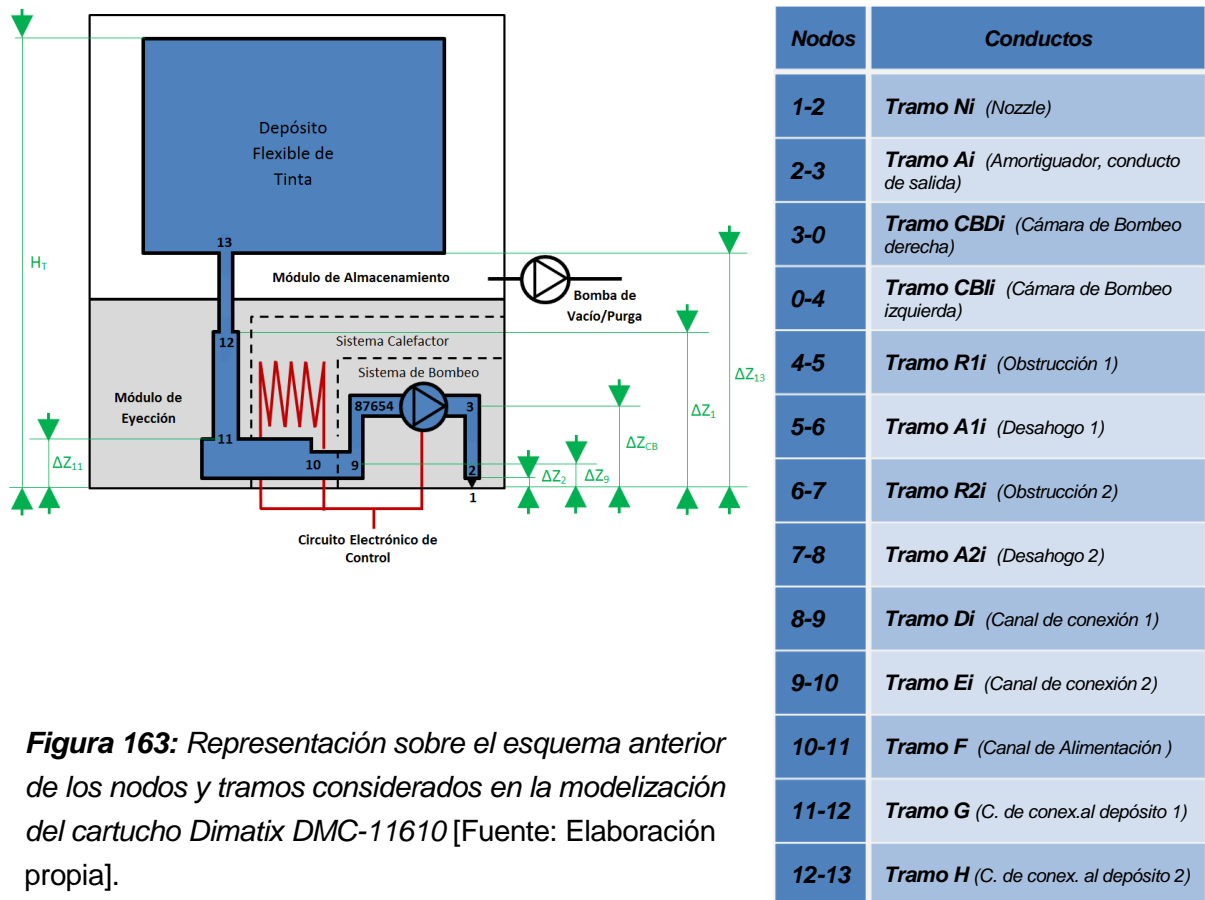 Depósito
Flexible de
Tinta
13
H_T
Módulo de Almacenamiento
Bomba de
Vacío/Purga
12
Sistema Calefactor
Sistema de Bombeo
Módulo de
Eyección
87654
3
11
10
9
2
1
ΔZ₁₁
ΔZ₂
ΔZ₉
ΔZ_CB
ΔZ₁
ΔZ₁₃
Circuito Electrónico de
Control
Figura 163: Representación sobre el esquema anterior
de los nodos y tramos considerados en la modelización
del cartucho Dimatix DMC-11610 [Fuente: Elaboración
propia].
Nodos Conductos
1-2 Tramo Ni (Nozzle)
2-3 Tramo Ai (Amortiguador, conducto
de salida)
3-0 Tramo CBDi (Cámara de Bombeo
derecha)
0-4 Tramo CBIi (Cámara de Bombeo
izquierda)
4-5 Tramo R1i (Obstrucción 1)
5-6 Tramo A1i (Desahogo 1)
6-7 Tramo R2i (Obstrucción 2)
7-8 Tramo A2i (Desahogo 2)
8-9 Tramo Di (Canal de conexión 1)
9-10 Tramo Ei (Canal de conexión 2)
10-11 Tramo F (Canal de Alimentación )
11-12 Tramo G (C. de conex.al depósito 1)
12-13 Tramo H (C. de conex. al depósito 2)